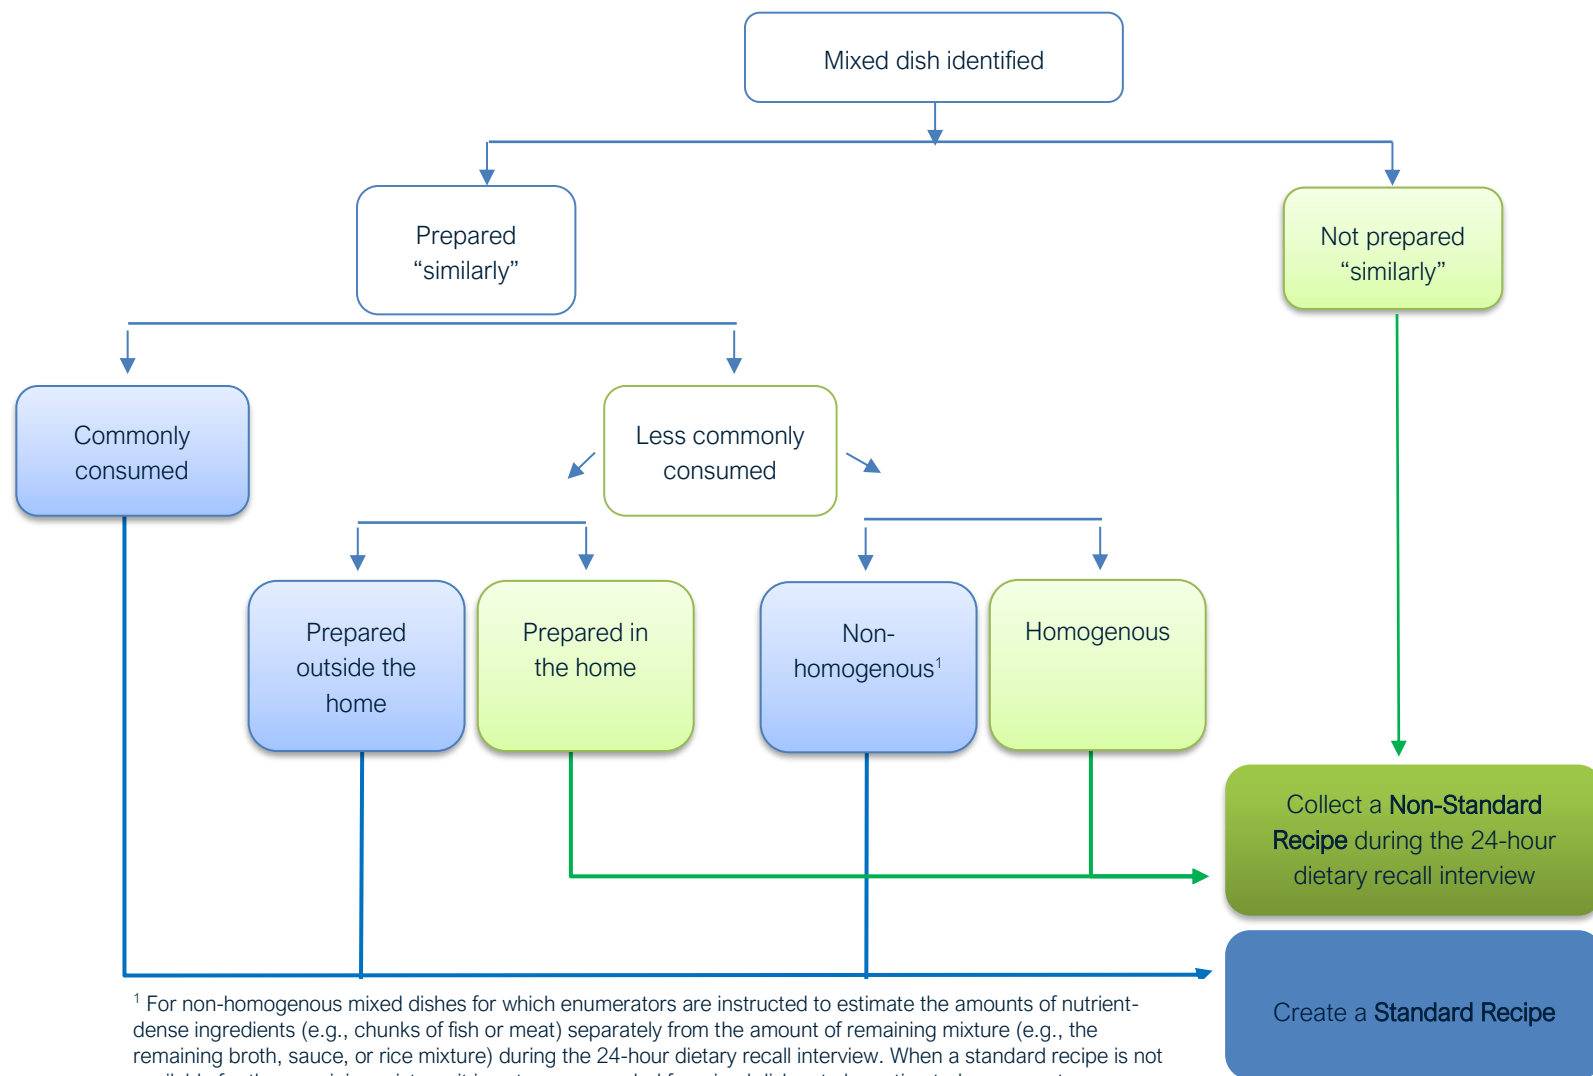 Mixed dish identified
Prepared
“similarly”
Not prepared
“similarly”
Commonly
consumed
Less commonly
consumed
Prepared
outside the
home
Prepared in
the home
Non-
homogenous¹
Homogenous
Collect a Non-Standard
Recipe during the 24-hour
dietary recall interview
Create a Standard Recipe
¹ For non-homogenous mixed dishes for which enumerators are instructed to estimate the amounts of nutrient-
dense ingredients (e.g., chunks of fish or meat) separately from the amount of remaining mixture (e.g., the
remaining broth, sauce, or rice mixture) during the 24-hour dietary recall interview. When a standard recipe is not